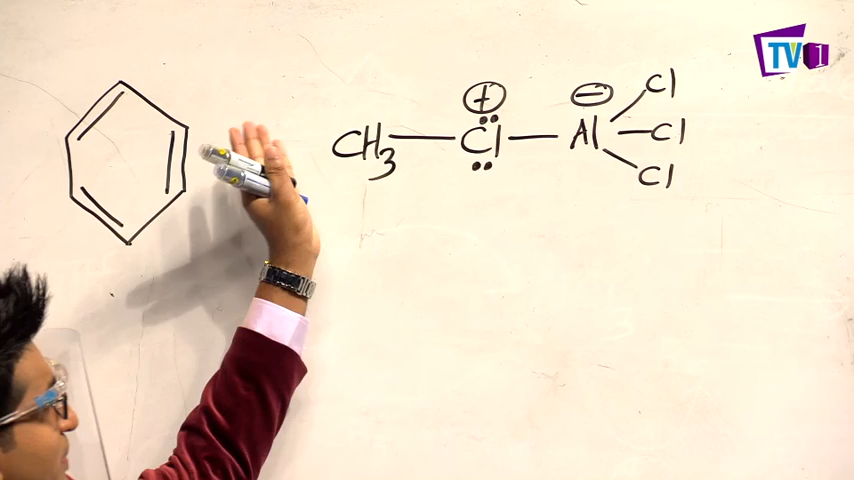 TV1
⊕ ⊖ Cl
CH3 — Cl — Al — Cl
Cl